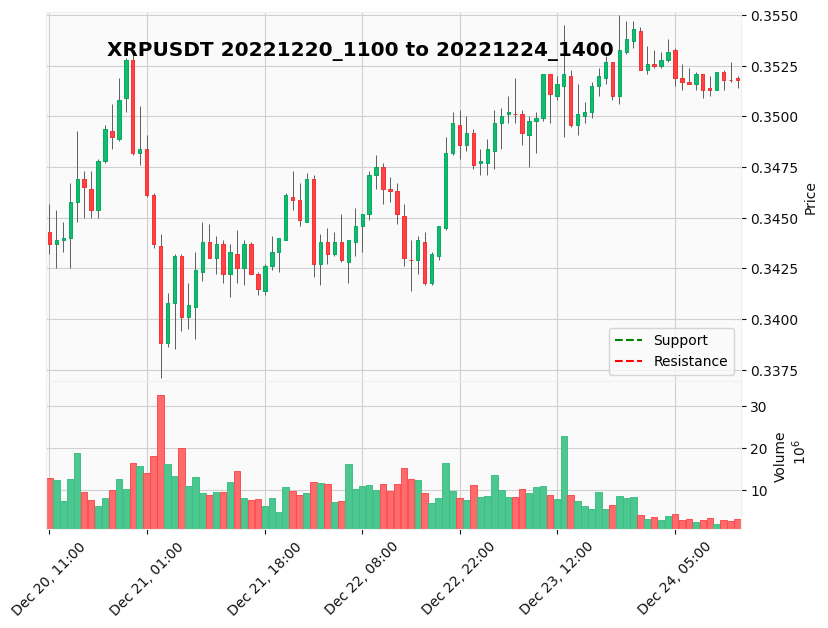 XRPUSDT 20221220_1100 to 20221224_1400
0.3550
0.3525
0.3500
0.3475
0.3450
0.3425
0.3400
0.3375
Price
Support
Resistance
30
20
10
Volume
10^6
Dec 20, 11:00
Dec 21, 01:00
Dec 21, 18:00
Dec 22, 08:00
Dec 22, 22:00
Dec 23, 12:00
Dec 24, 05:00